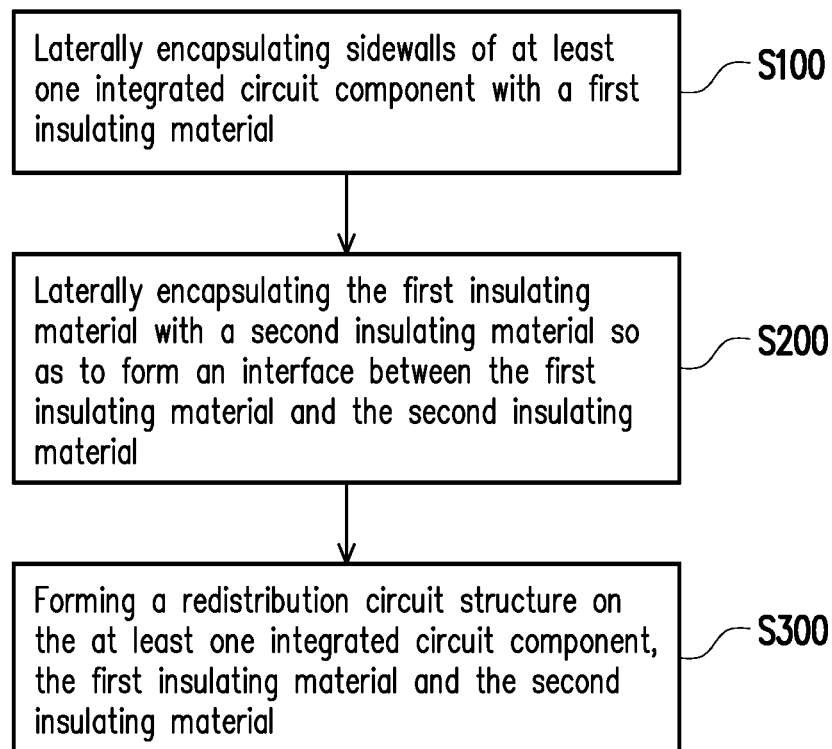 Laterally encapsulating sidewalls of at least
one integrated circuit component with a first
insulating material
S100
Laterally encapsulating the first insulating
material with a second insulating material so
as to form an interface between the first
insulating material and the second insulating
material
S200
Forming a redistribution circuit structure on
the at least one integrated circuit component,
the first insulating material and the second
insulating material
S300